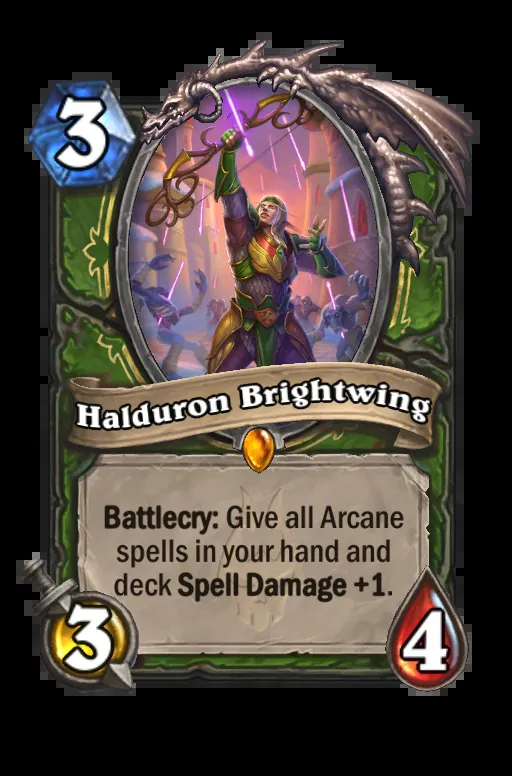 3
Halduron Brightwing
Battlecry: Give all Arcane
spells in your hand and
deck Spell Damage +1.
3
4